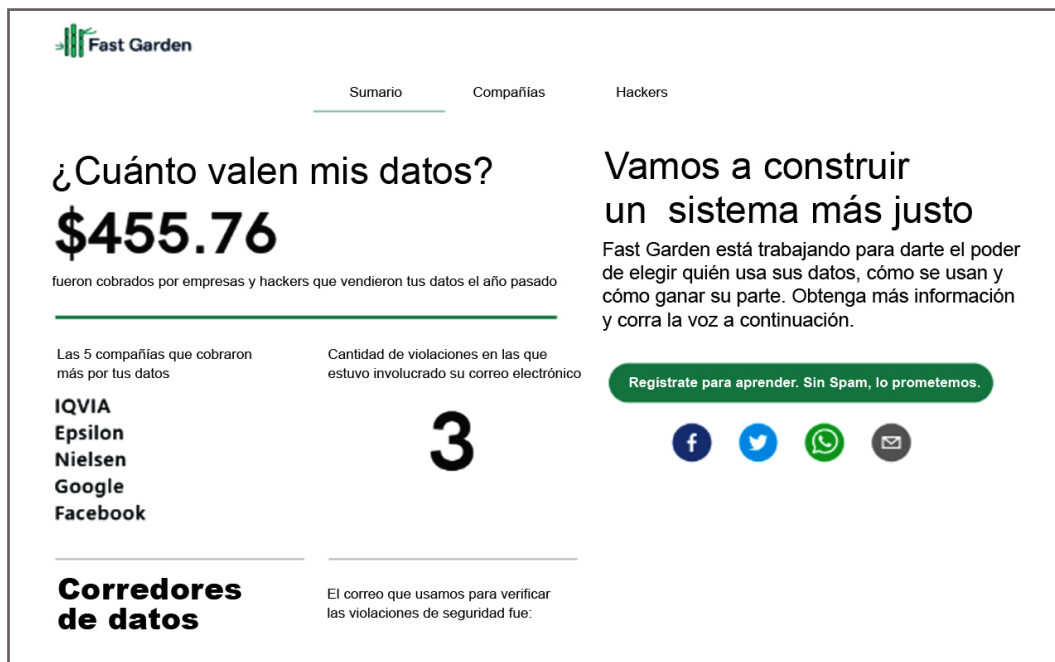 Fast Garden
Sumario
Compañías
Hackers
¿Cuánto valen mis datos?
$455.76
fueron cobrados por empresas y hackers que vendieron tus datos el año pasado
Las 5 compañías que cobraron
más por tus datos
IQVIA
Epsilon
Nielsen
Google
Facebook
Cantidad de violaciones en las que
estuvo involucrado su correo electrónico
3
Corredores
de datos
El correo que usamos para verificar
las violaciones de seguridad fue:
Vamos a construir
un sistema más justo
Fast Garden está trabajando para darte el poder
de elegir quién usa sus datos, cómo se usan y
cómo ganar su parte. Obtenga más información
y corra la voz a continuación.
Regístrate para aprender. Sin Spam, lo prometemos.